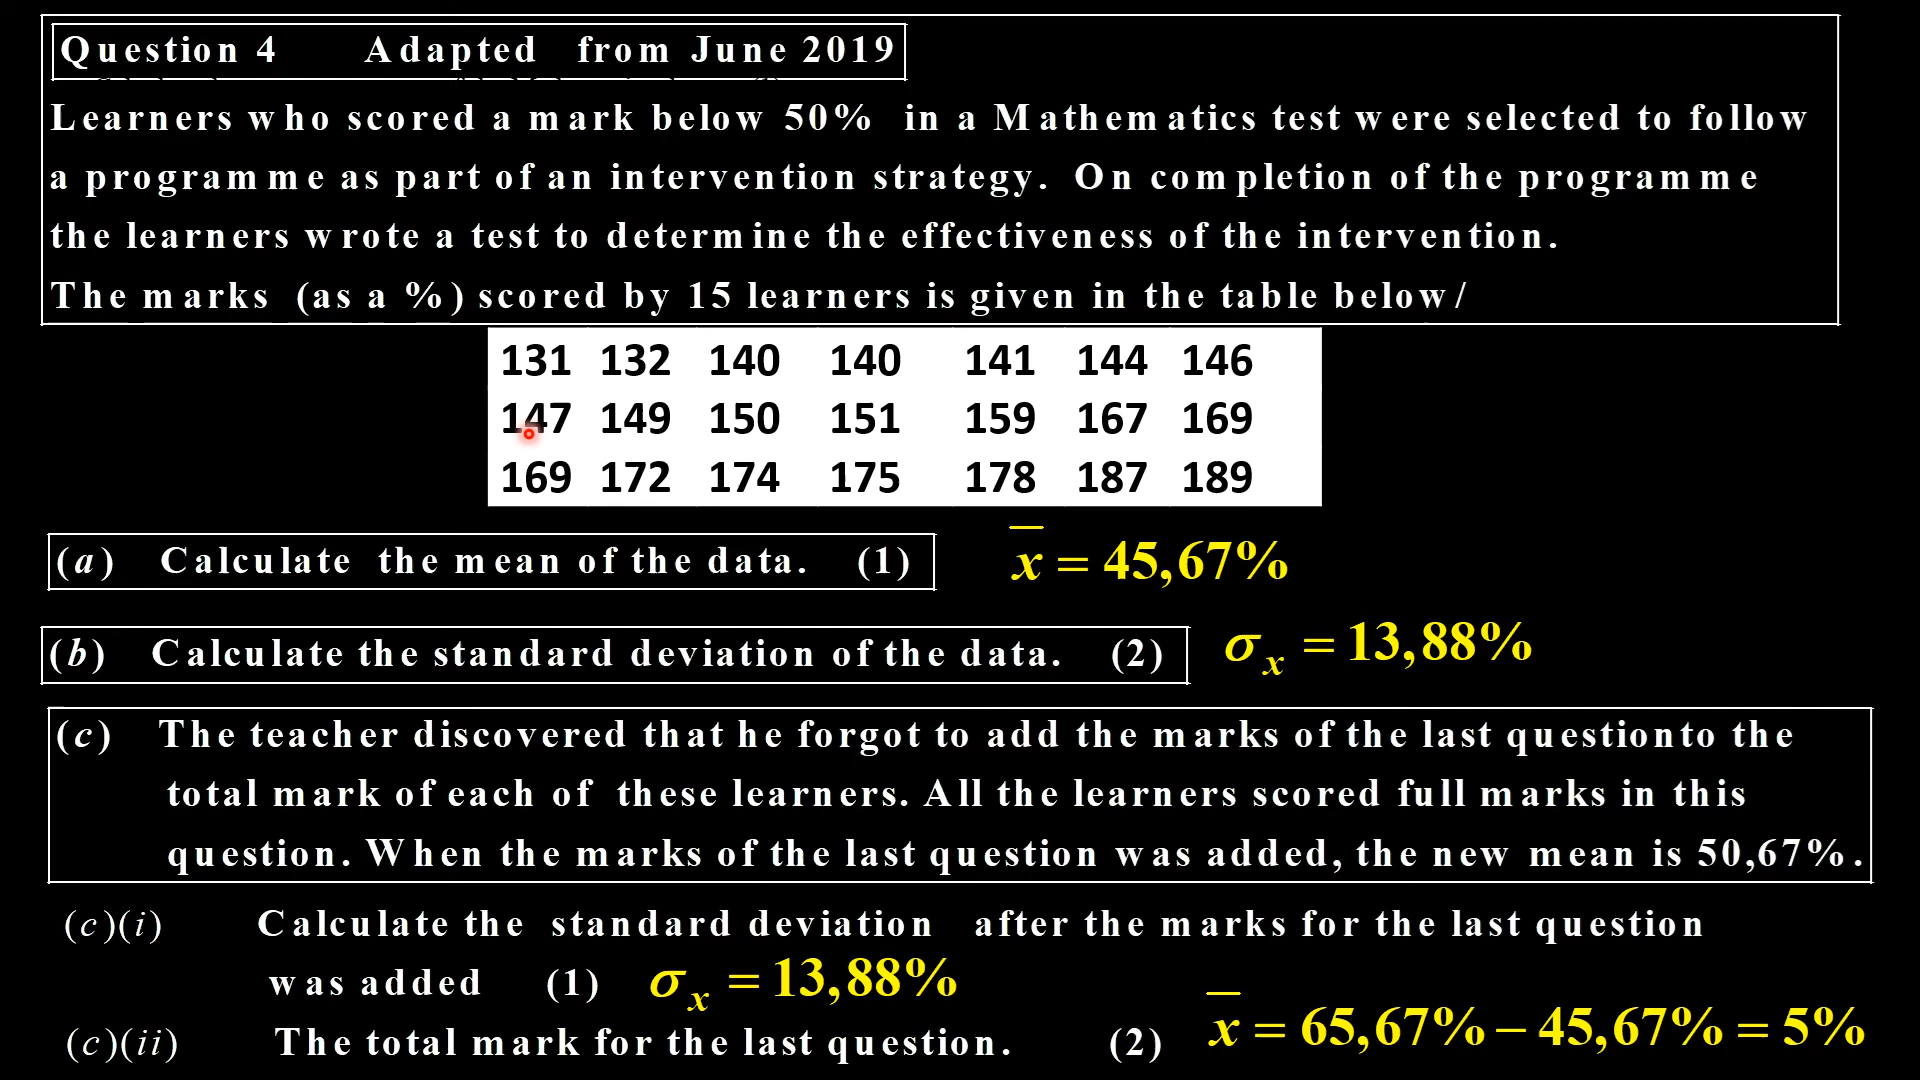 Question 4 Adapted from June 2019
Learners who scored a mark below 50% in a Mathematics test were selected to follow
a programme as part of an intervention strategy. On completion of the programme
the learners wrote a test to determine the effectiveness of the intervention.
The marks (as a %) scored by 15 learners is given in the table below/
131 132 140 140 141 144 146
147 149 150 151 159 167 169
169 172 174 175 178 187 189
(a) Calculate the mean of the data. (1) x̅ = 45,67%
(b) Calculate the standard deviation of the data. (2) σₓ = 13,88%
(c) The teacher discovered that he forgot to add the marks of the last questionto the
total mark of each of these learners. All the learners scored full marks in this
question. When the marks of the last question was added, the new mean is 50,67%.
(c)(i) Calculate the standard deviation after the marks for the last question
was added (1) σₓ = 13,88%
(c)(ii) The total mark for the last question. (2) x̅ = 65,67% − 45,67% = 5%